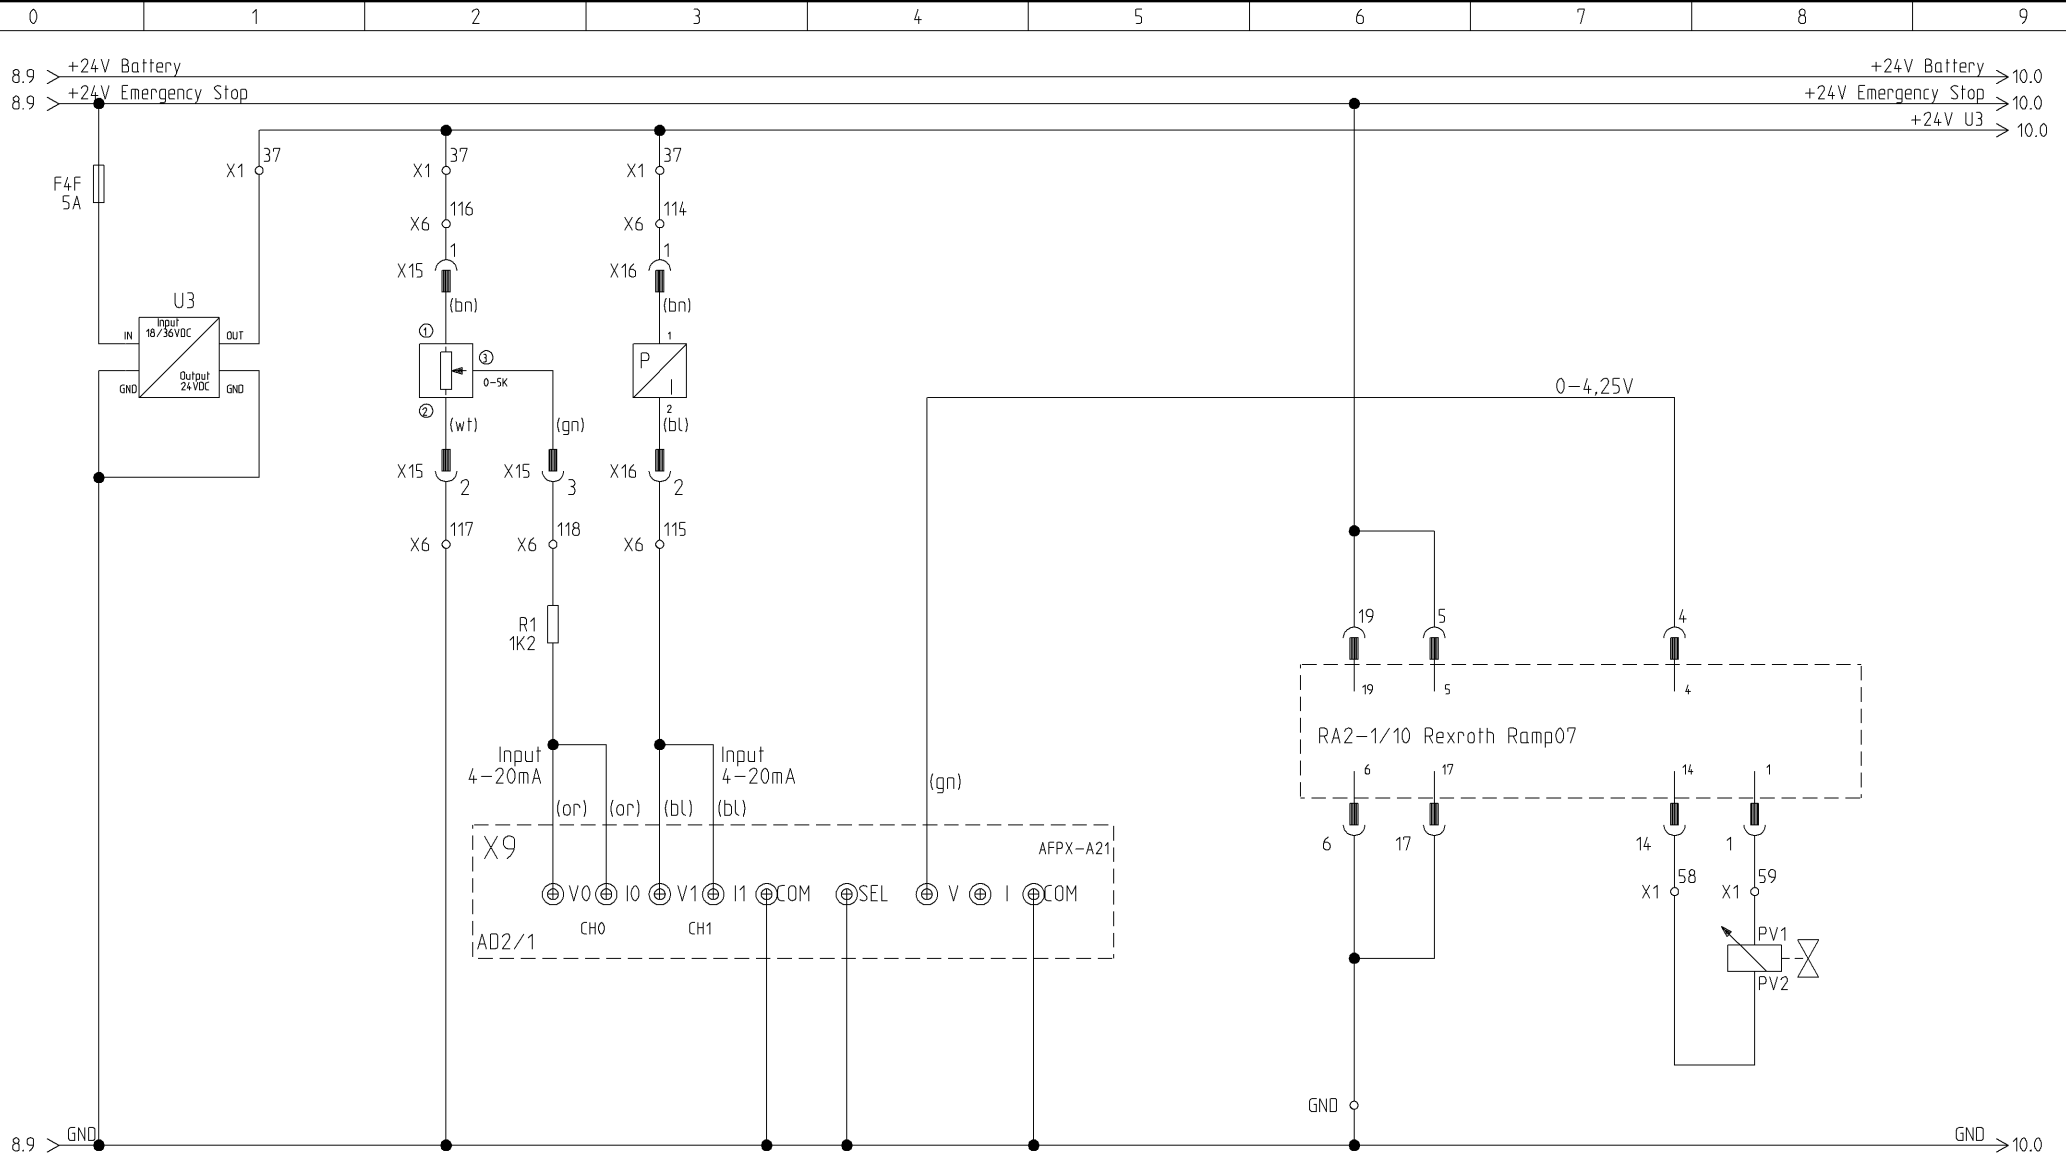 0 1 2 3 4 5 6 7 8 9
8.9 +24V Battery +24V Battery 10.0
8.9 +24V Emergency Stop +24V Emergency Stop 10.0
+24V U3 10.0
37 37 37
X1 X1 X1
F4F
5A
116 114
X6 X6
1 1
X15 X16
U3
(bn) (bn)
Input
18/36VDC
IN OUT
1 1
3
P
I
0-5K
Output
24VDC
GND GND
0-4,25V
2 2
(wt) (gn) (bl)
X15 X15 X16
2 3 2
117 118 115
X6 X6 X6
R1
1K2
19 5 4
19 5 4
RA2-1/10 Rexroth Ramp07
Input
4-20mA
Input
4-20mA
6 17 14 1
(gn)
(or) (or) (bl) (bl)
X9 AFPX-A21
6 17 14 1
58 59
X1 X1
V0 I0 V1 I1 COM SEL V I COM
CH0 CH1
AD2/1
PV1
PV2
GND
8.9 GND GND 10.0